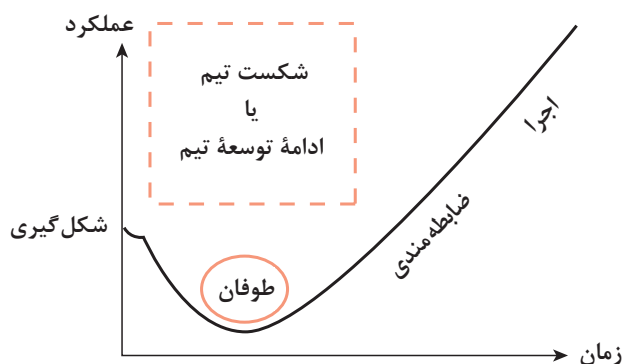 عملکرد
شکست تیم
یا
ادامهٔ توسعهٔ تیم
اجرا
ضابطه‌مندی
شکل‌گیری
طوفان
زمان